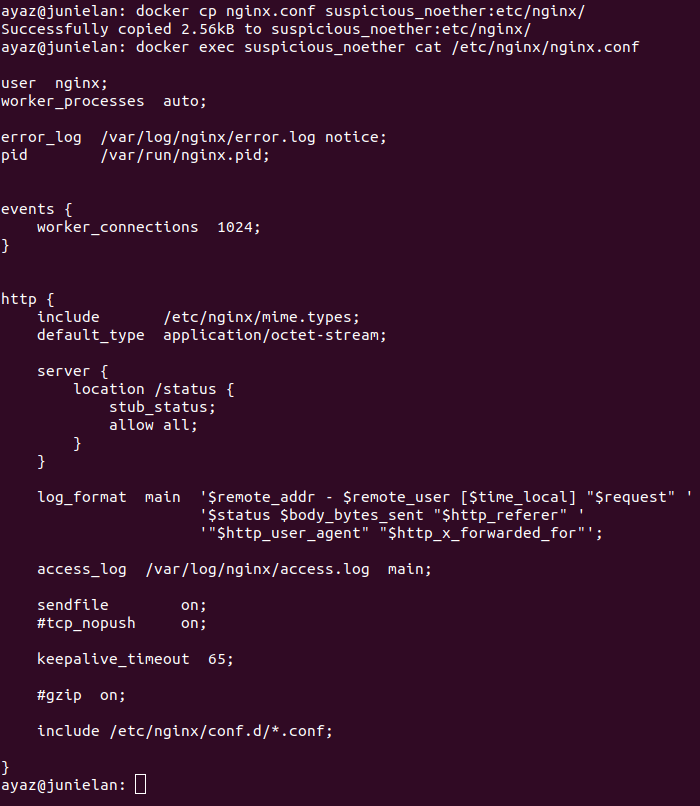 ayaz@junielan: docker cp nginx.conf suspicious_noether:etc/nginx/
Successfully copied 2.56kB to suspicious_noether:etc/nginx/
ayaz@junielan: docker exec suspicious_noether cat /etc/nginx/nginx.conf

user  nginx;
worker_processes  auto;

error_log  /var/log/nginx/error.log notice;
pid        /var/run/nginx.pid;


events {
    worker_connections  1024;
}


http {
    include       /etc/nginx/mime.types;
    default_type  application/octet-stream;

    server {
        location /status {
            stub_status;
            allow all;
        }
    }

    log_format  main  '$remote_addr - $remote_user [$time_local] "$request" '
                      '$status $body_bytes_sent "$http_referer" '
                      '"$http_user_agent" "$http_x_forwarded_for"';

    access_log  /var/log/nginx/access.log  main;

    sendfile        on;
    #tcp_nopush     on;

    keepalive_timeout  65;

    #gzip  on;

    include /etc/nginx/conf.d/*.conf;

}
ayaz@junielan: